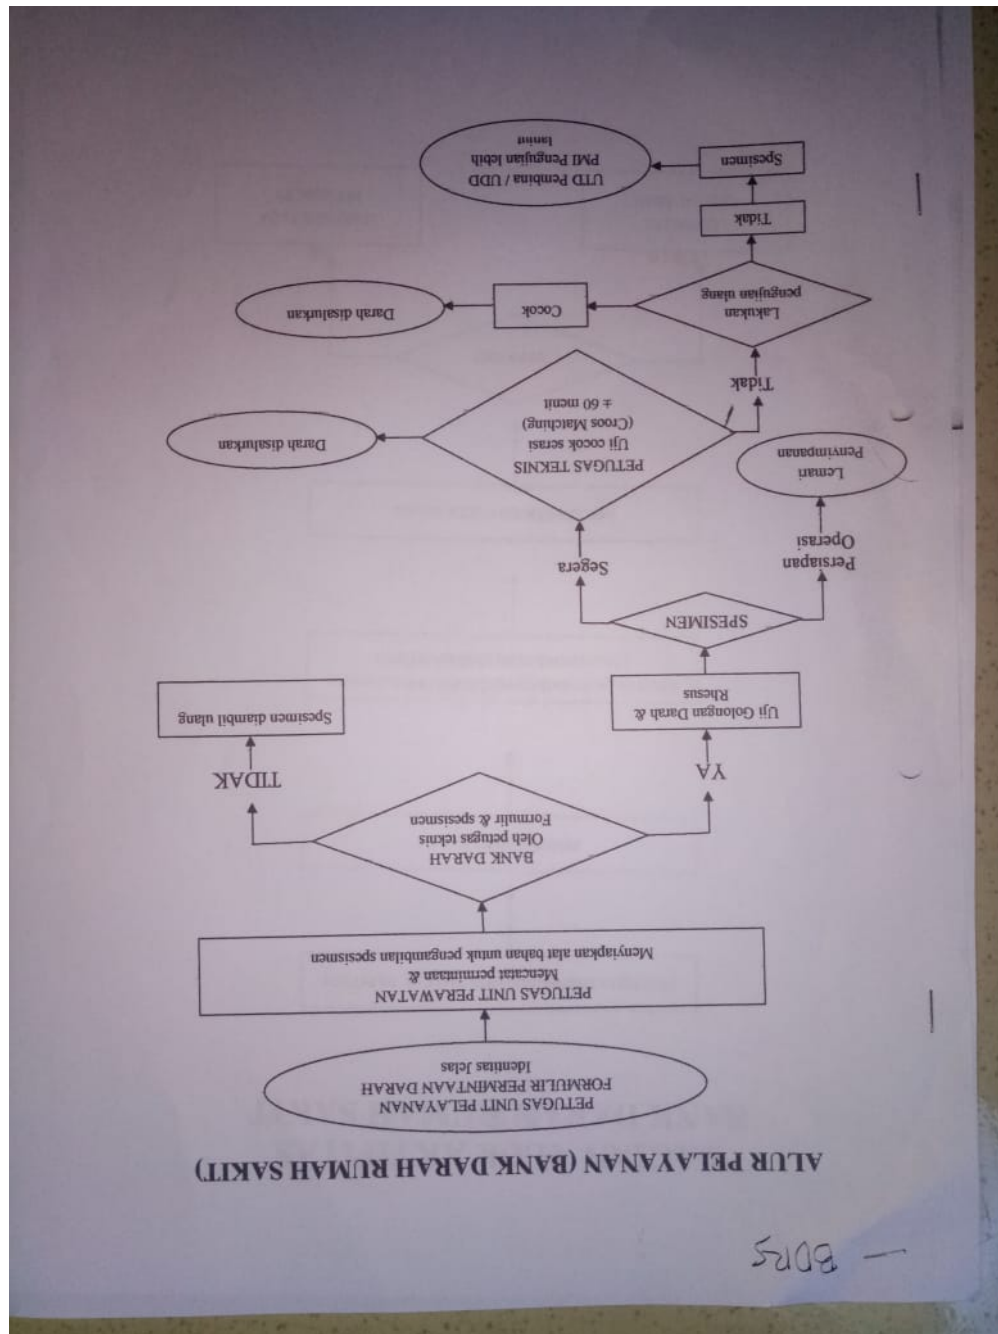 — BDRS
ALUR PELAYANAN (BANK DARAH RUMAH SAKIT)
PETUGAS UNIT PELAYANAN
FORMULIR PERMINTAAN DARAH
Identitas Jelas
PETUGAS UNIT PERAWATAN
Mencatat permintaan &
Menyiapkan alat bahan untuk pengambilan spesismen
BANK DARAH
Oleh petugas teknis
Formulir & spesismen
YA
TIDAK
Uji Golongan Darah &
Rhesus
Spesimen diambil ulang
SPESIMEN
Persiapan
Operasi
Segera
Lemari
Penyimpanan
PETUGAS TEKNIS
Uji cocok serasi
(Croos Matching)
± 60 menit
Darah disalurkan
Tidak
Lakukan
pengujian ulang
Cocok
Darah disalurkan
Tidak
Spesimen
UTD Pembina / UDD
PMI Pengujian lebih
lanjut